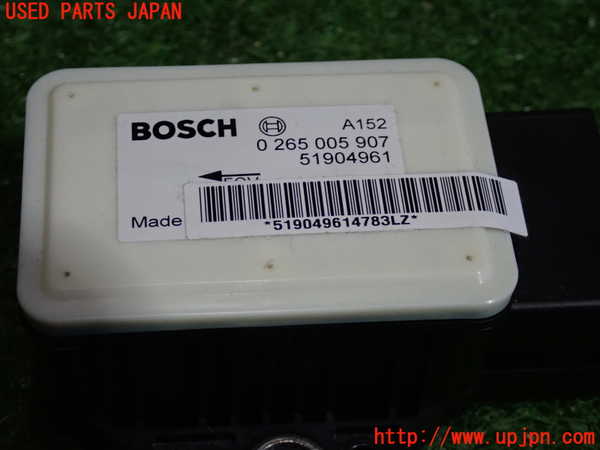 USED PARTS JAPAN
BOSCH
A152
0 265 005 907
51904961
Made
*519049614783LZ*
http://www.upjpn.com/